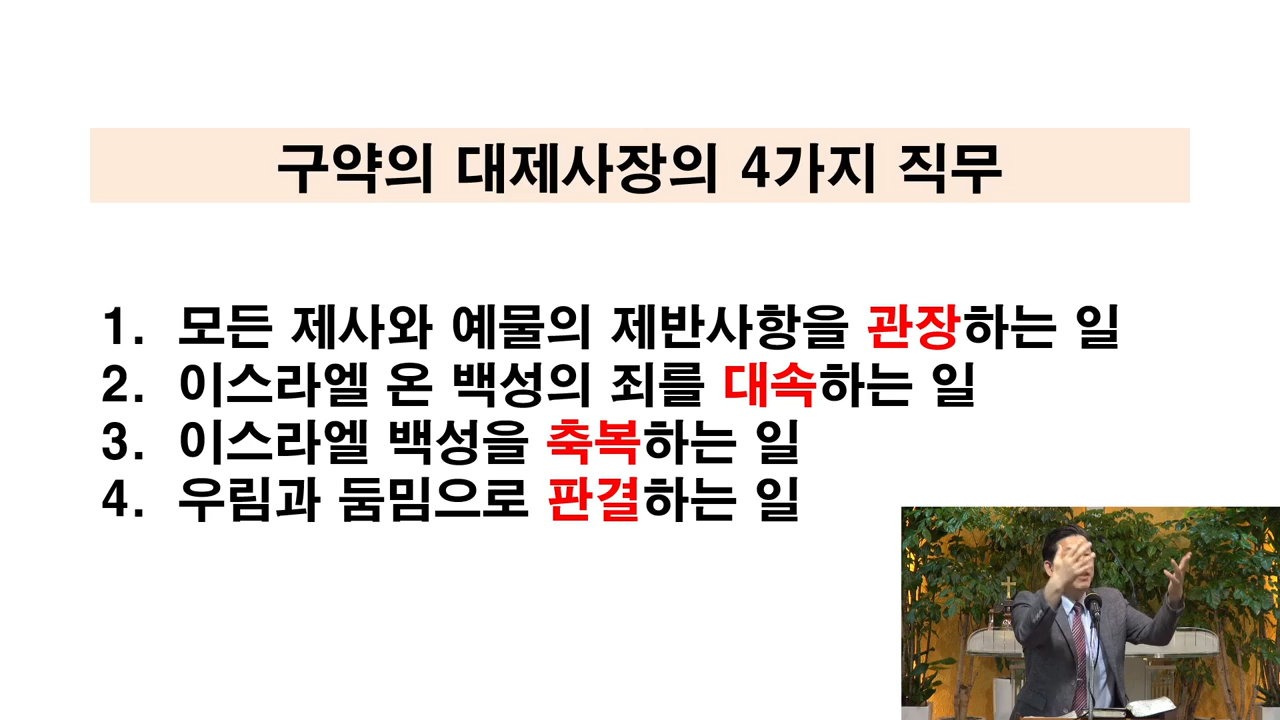 구약의 대제사장의 4가지 직무
1. 모든 제사와 예물의 제반사항을 관장하는 일
2. 이스라엘 온 백성의 죄를 대속하는 일
3. 이스라엘 백성을 축복하는 일
4. 우림과 둠밈으로 판결하는 일